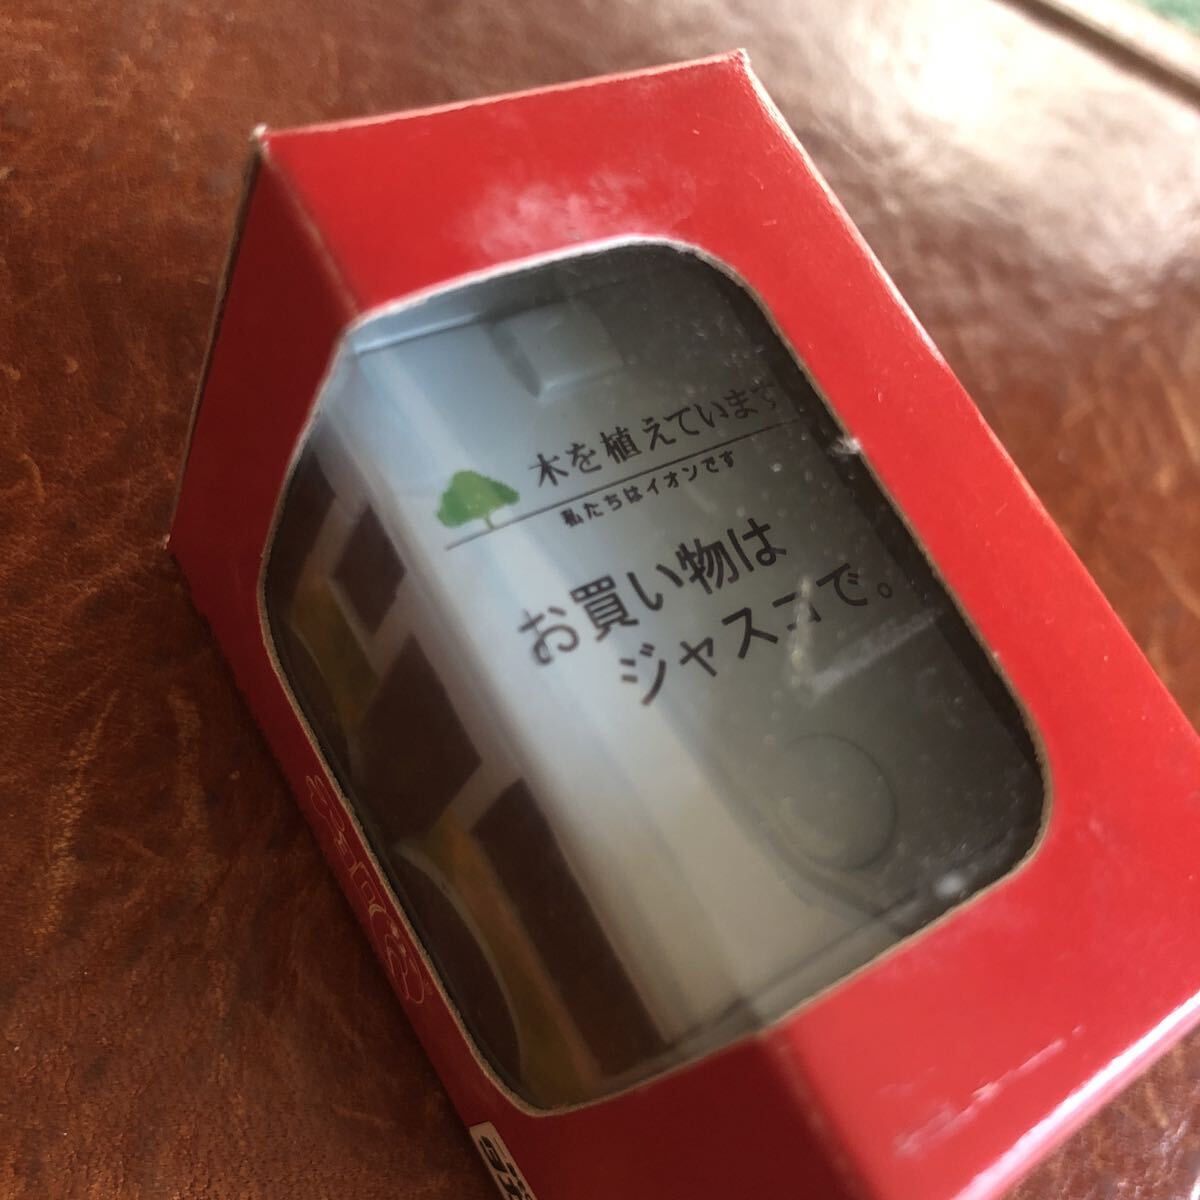 木を植えています
私たちはイオンです
お買い物は
ジャスコで。